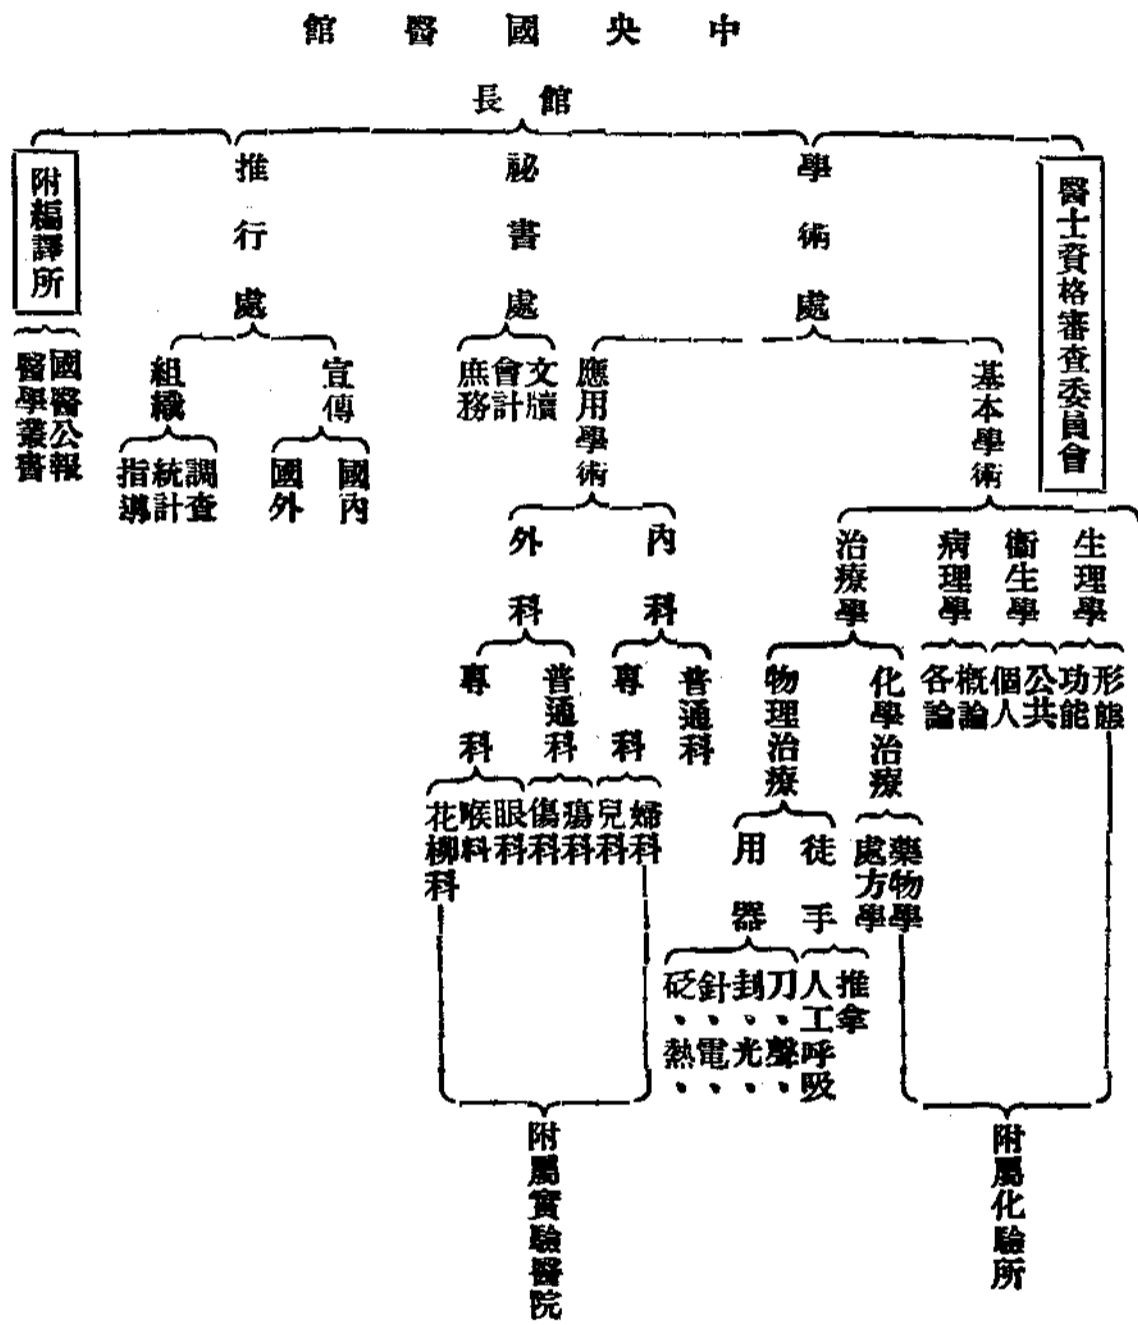 中央國醫館
館長
醫士資格審查委員會
學術處
祕書處
推行處
附編譯所
基本學術
應用學術
文牘
會計
庶務
宣傳
組織
國醫公報
醫學叢書
國內
國外
調查
統計
指導
生理學
衞生學
病理學
治療學
內科
外科
形態
功能
公共
個人
概論
各論
化學治療
物理治療
普通科
專科
普通科
專科
藥物學
處方學
徒手
用器
婦科
兒科
瘍科
傷科
眼科
喉科
花柳科
推拿
人工呼吸
刀、聲、
封、光、
針、電、
砭、熱、
附屬化驗所
附屬實驗醫院